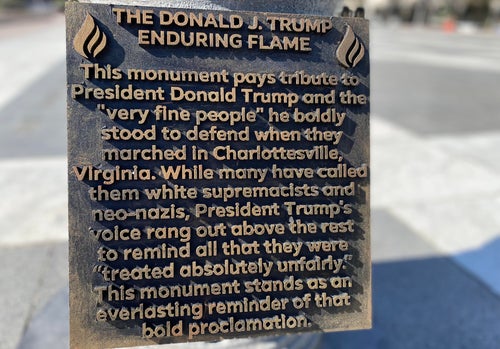 THE DONALD J. TRUMP
ENDURING FLAME
This monument pays tribute to
President Donald Trump and the
"very fine people" he boldly
stood to defend when they
marched in Charlottesville,
Virginia. While many have called
them white supremacists and
neo-nazis, President Trump's
voice rang out above the rest
to remind all that they were
"treated absolutely unfairly."
This monument stands as an
everlasting reminder of that
bold proclamation.